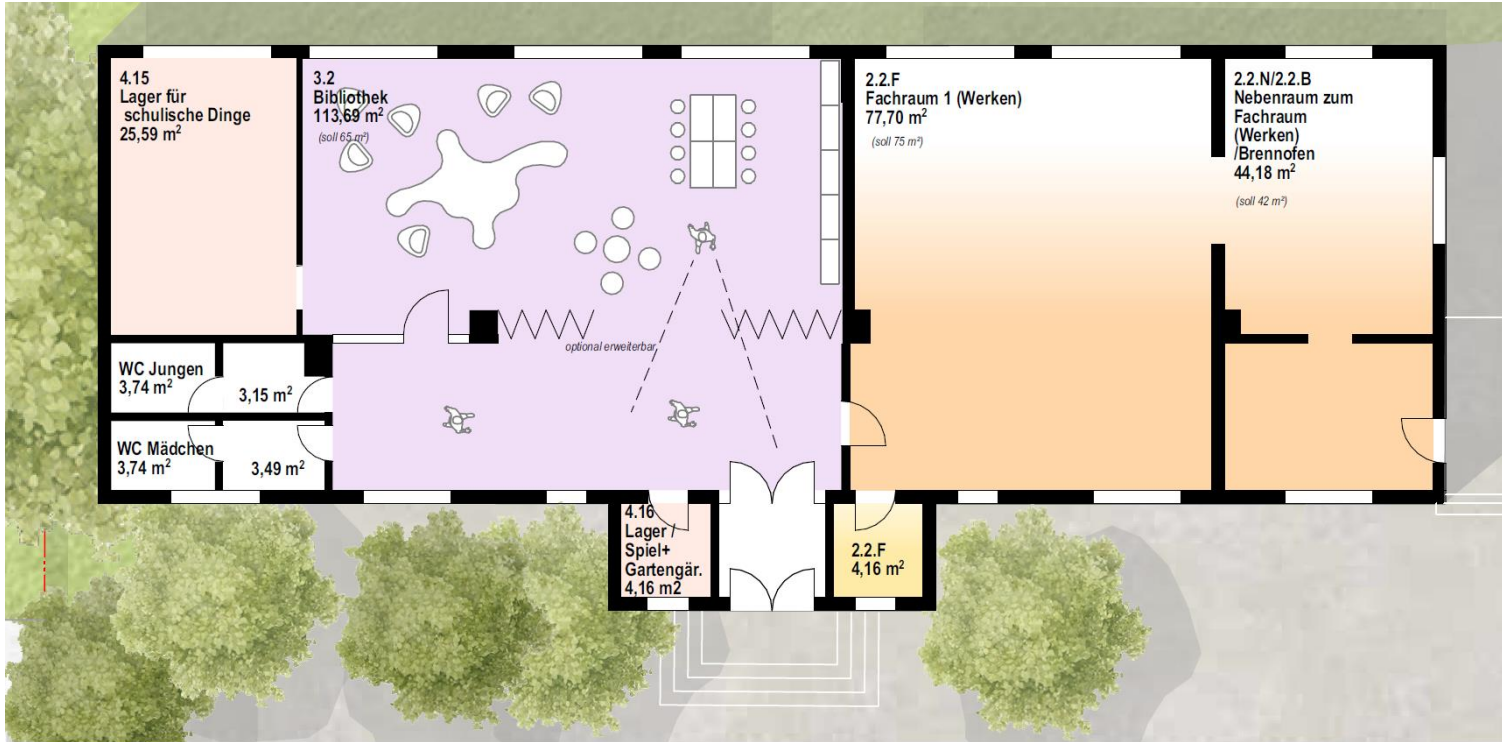 4.15
Lager für
schulische Dinge
25,59 m²
3.2
Bibliothek
113,69 m²
(soll 65 m²)
2.2.F
Fachraum 1 (Werken)
77,70 m²
(soll 75 m²)
2.2.N/2.2.B
Nebenraum zum
Fachraum
(Werken)
/Brennofen
44,18 m²
(soll 42 m²)
optional erweiterbar
WC Jungen
3,74 m²
3,15 m²
WC Mädchen
3,74 m²
3,49 m²
4.16
Lager /
Spiel+
Gartengär.
4,16 m2
2.2.F
4,16 m²